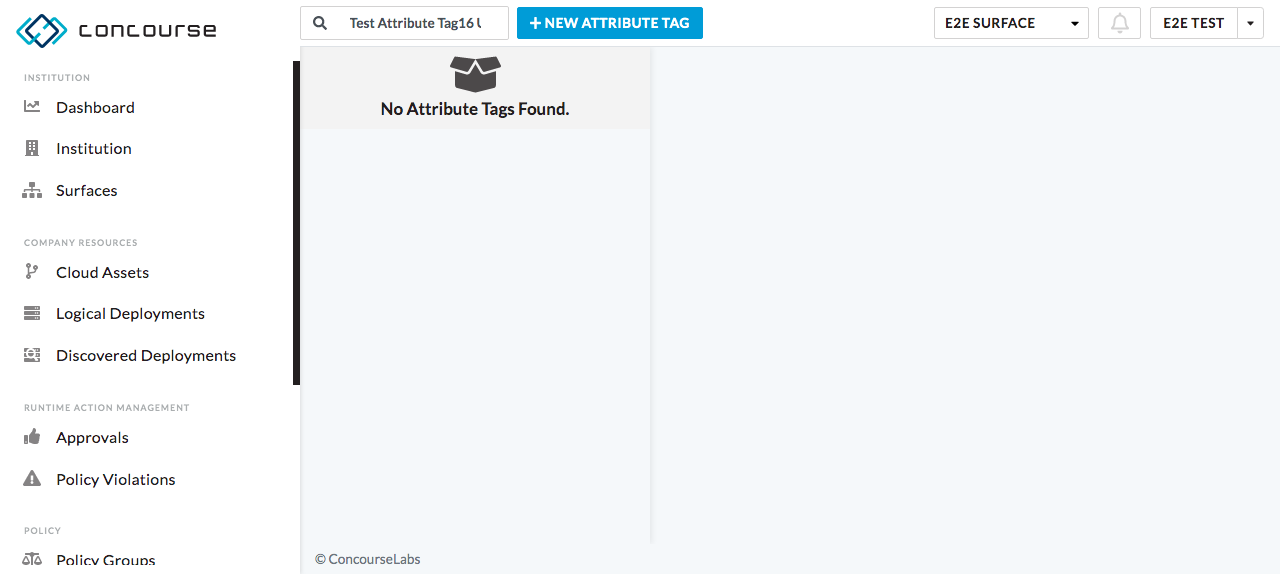 concourse
Test Attribute Tag16 U
NEW ATTRIBUTE TAG
E2E SURFACE
E2E TEST
INSTITUTION
Dashboard
Institution
Surfaces
COMPANY RESOURCES
Cloud Assets
Logical Deployments
Discovered Deployments
RUNTIME ACTION MANAGEMENT
Approvals
Policy Violations
POLICY
Policy Groups
No Attribute Tags Found.
© ConcourseLabs